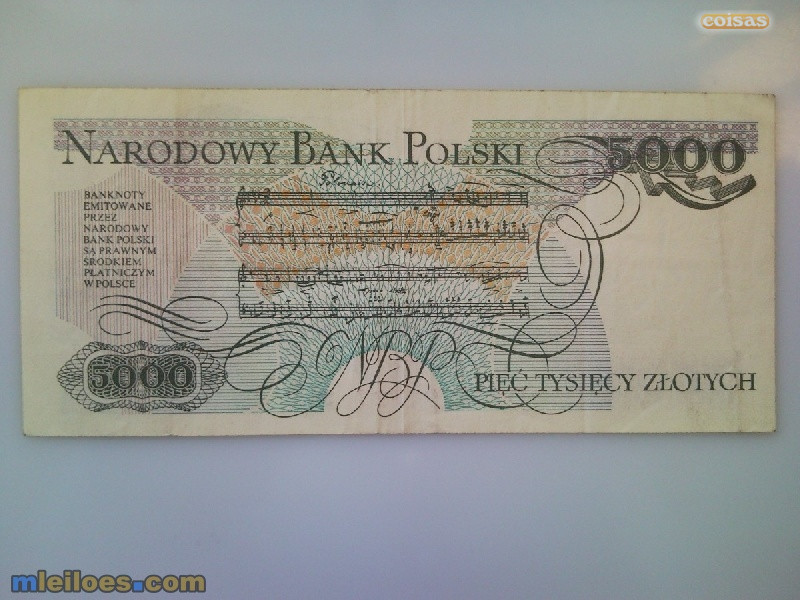 coisas
NARODOWY BANK POLSKI
5000
BANKNOTY
EMITOWANE
PRZEZ
NARODOWY
BANK POLSKI
SĄ PRAWNYM
ŚRODKIEM
PŁATNICZYM
W POLSCE
5000
NBP
PIĘĆ TYSIĘCY ZŁOTYCH
mleiloes.com